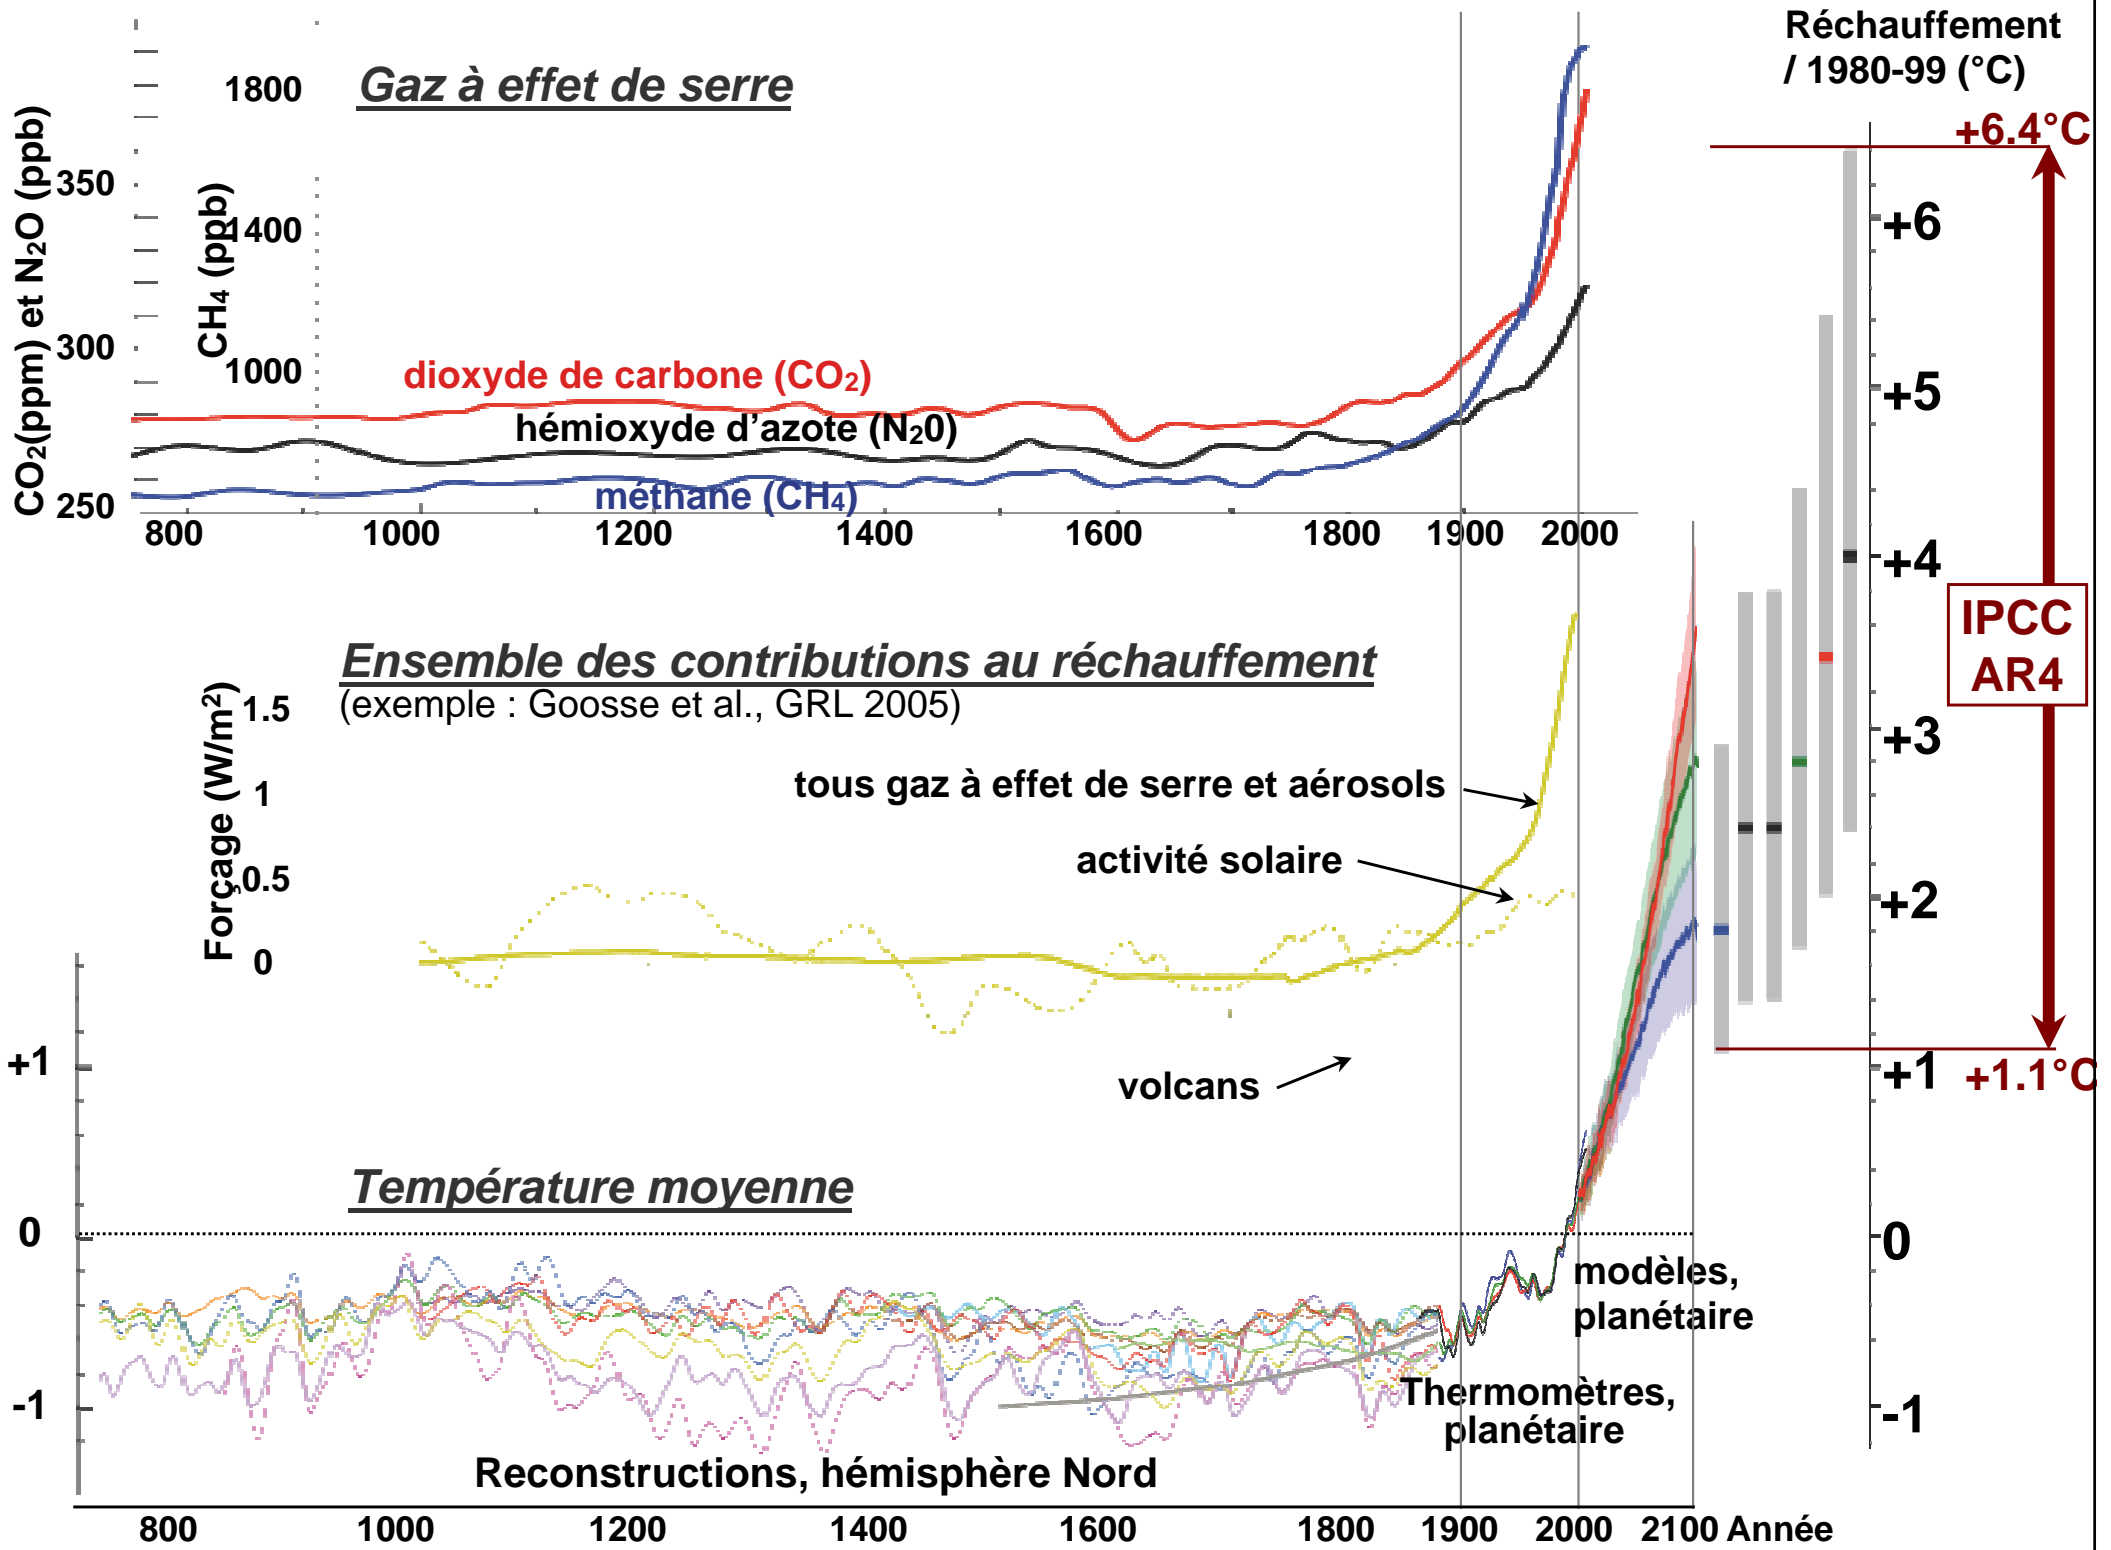 Réchauffement
/ 1980-99 (°C)
Gaz à effet de serre
CO₂(ppm) et N₂O (ppb)
350
300
250
CH₄ (ppb)
1800
1400
1000
dioxyde de carbone (CO₂)
hémioxyde d'azote (N₂0)
méthane (CH₄)
800 1000 1200 1400 1600 1800 1900 2000
+6.4°C
+6
+5
+4
+3
+2
+1
0
-1
IPCC
AR4
+1.1°C
Ensemble des contributions au réchauffement
(exemple : Goosse et al., GRL 2005)
Forçage (W/m²)
1.5
1
0.5
0
tous gaz à effet de serre et aérosols
activité solaire
volcans
Température moyenne
+1
0
-1
modèles,
planétaire
Thermomètres,
planétaire
Reconstructions, hémisphère Nord
800 1000 1200 1400 1600 1800 1900 2000 2100 Année